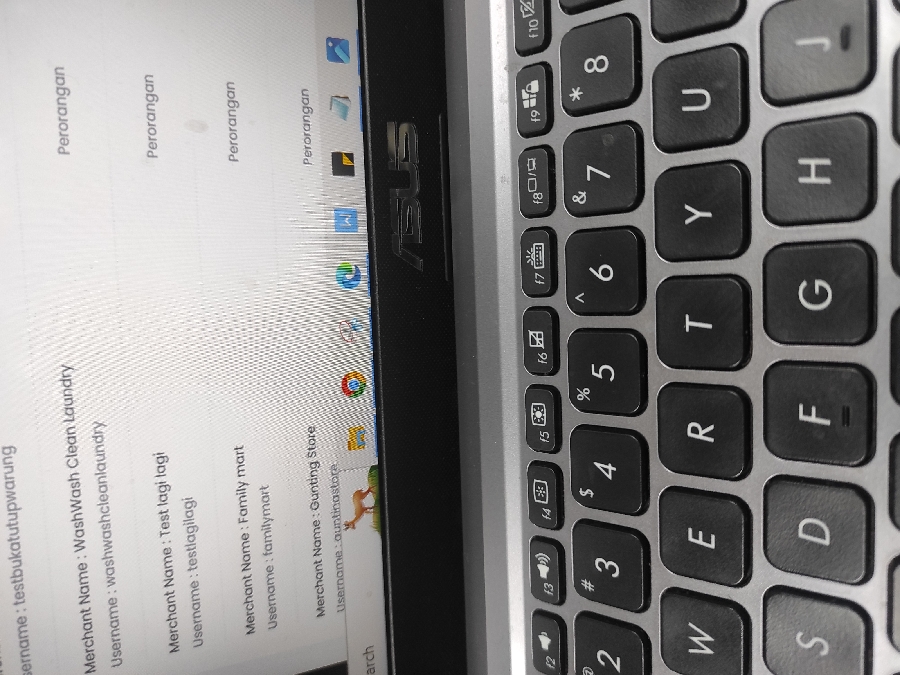 sername : testbukatutupwarung
Merchant Name : WashWash Clean Laundry
Perorangan
Username : washwashcleanlaundry
Merchant Name : Test lagi lagi
Perorangan
Username : testlagilagi
Merchant Name : Family mart
Perorangan
Username : familymart
Merchant Name : Gunting Store
Perorangan
Username : guntingstore
arch
ASUS
f2 f3 f4 f5 f6 f7 f8 f9 f10
@ 2 # 3 $ 4 % 5 ^ 6 & 7 * 8
W E R T Y U
S D F G H J